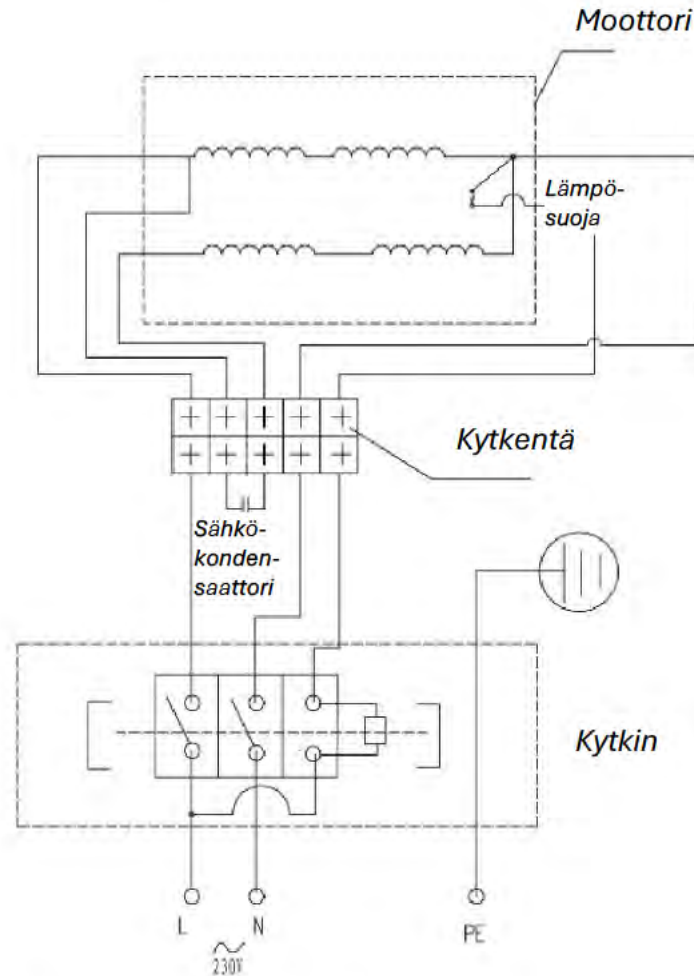 Moottori
Lämpö-
suoja
Kytkentä
Sähkö-
konden-
saattori
Kytkin
L
N
PE
230V